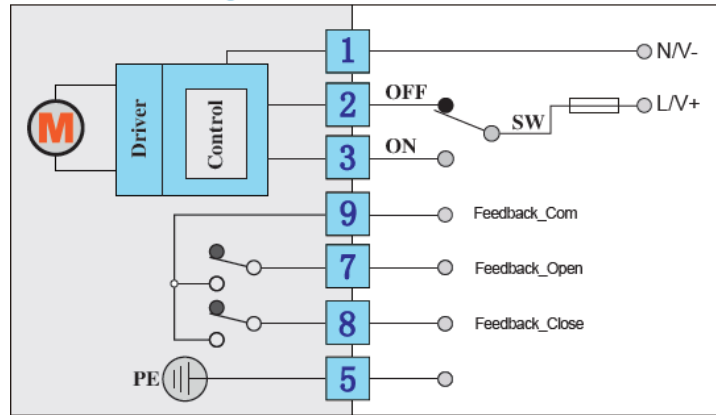 1
N/V-
2
OFF
SW
L/V+
3
ON
M
Driver
Control
9
Feedback_Com
7
Feedback_Open
8
Feedback_Close
PE
5